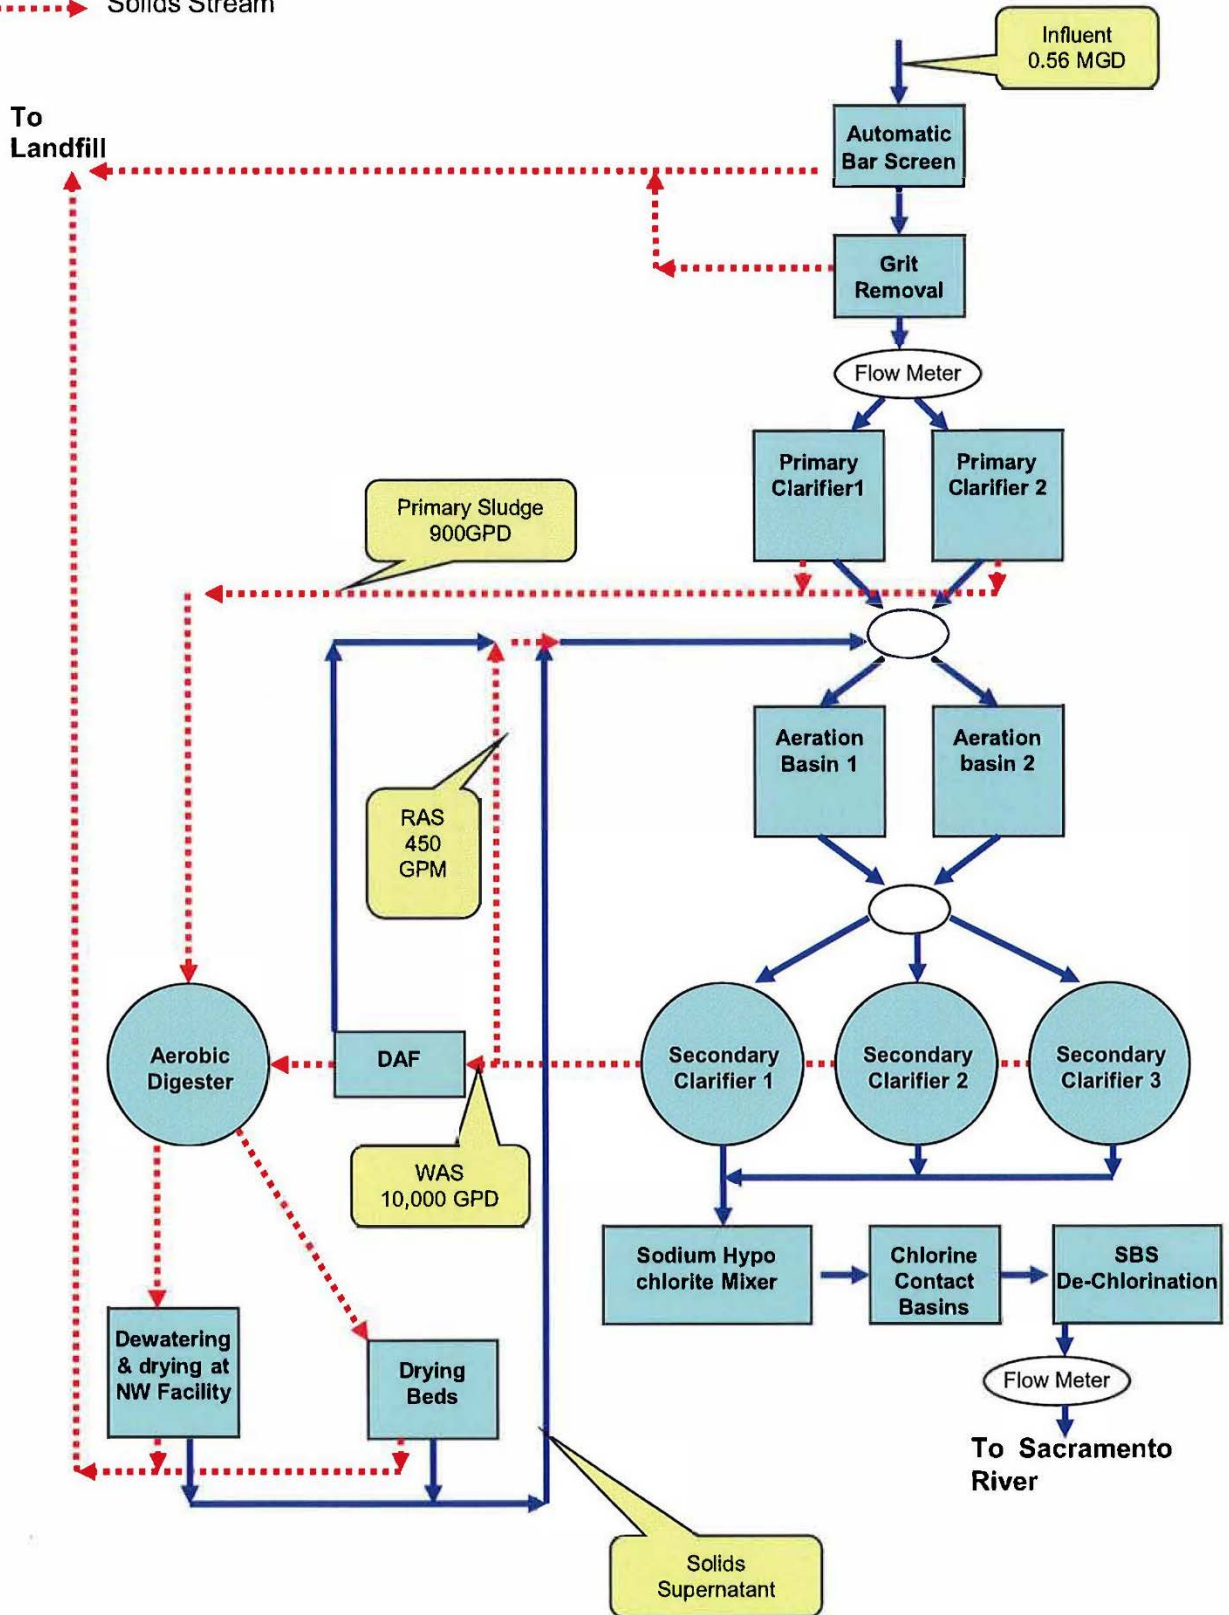 Solids Stream
Influent
0.56 MGD
To
Landfill
Automatic
Bar Screen
Grit
Removal
Flow Meter
Primary
Clarifier1
Primary
Clarifier 2
Primary Sludge
900GPD
Aeration
Basin 1
Aeration
basin 2
RAS
450
GPM
Aerobic
Digester
DAF
Secondary
Clarifier 1
Secondary
Clarifier 2
Secondary
Clarifier 3
WAS
10,000 GPD
Sodium Hypo
chlorite Mixer
Chlorine
Contact
Basins
SBS
De-Chlorination
Dewatering
& drying at
NW Facility
Drying
Beds
Flow Meter
To Sacramento
River
Solids
Supernatant